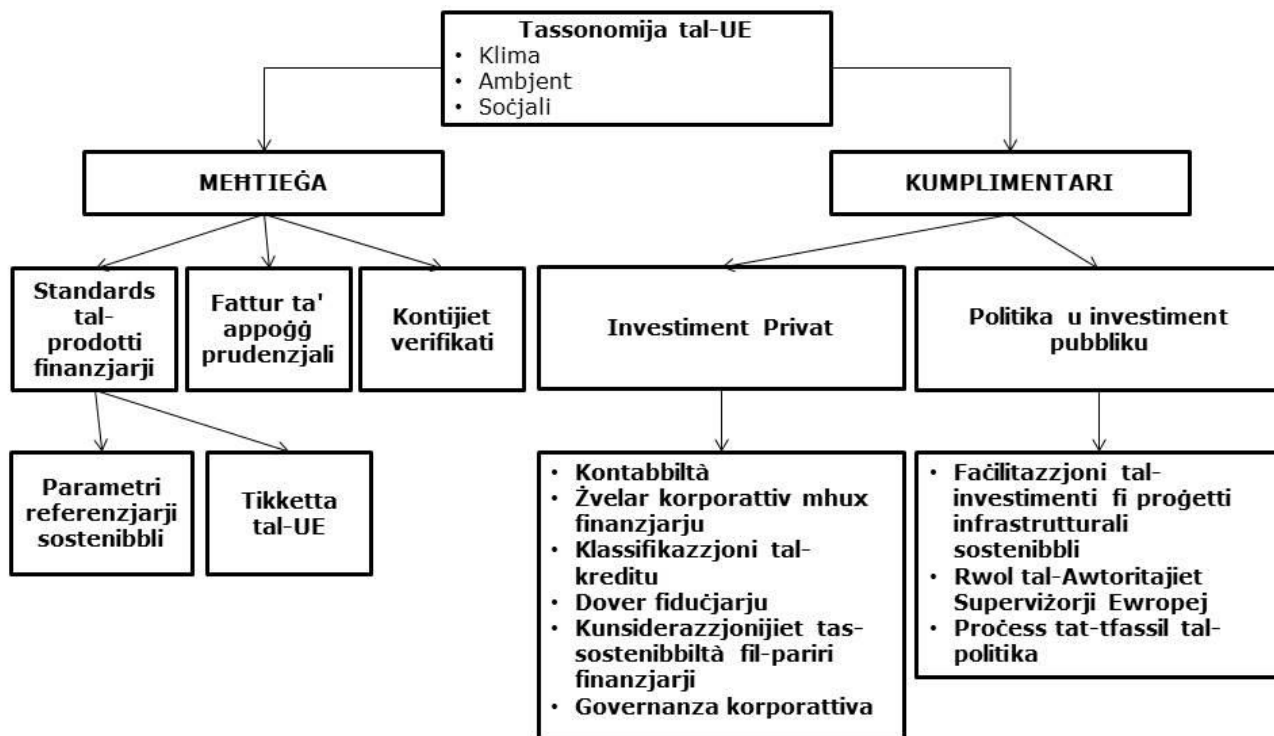 Tassonomija tal-UE
• Klima
• Ambjent
• Soċjali
MEĦTIEĠA
KUMPLIMENTARI
Standards
tal-
prodotti
finanzjarji
Fattur ta'
appoġġ
prudenzjali
Kontijiet
verifikati
Investiment Privat
Politika u investiment
pubbliku
Parametri
referenzjarji
sostenibbli
Tikketta
tal-UE
• Kontabbiltà
• Żvelar korporattiv mhux
finanzjarju
• Klassifikazzjoni tal-
kreditu
• Dover fiduċjarju
• Kunsiderazzjonijiet tas-
sostenibbiltà fil-pariri
finanzjarji
• Governanza korporattiva
• Faċilitazzjoni tal-
investimenti fi proġetti
infrastrutturali
sostenibbli
• Rwol tal-Awtoritajiet
Superviżorji Ewropej
• Proċess tat-tfassil tal-
politika